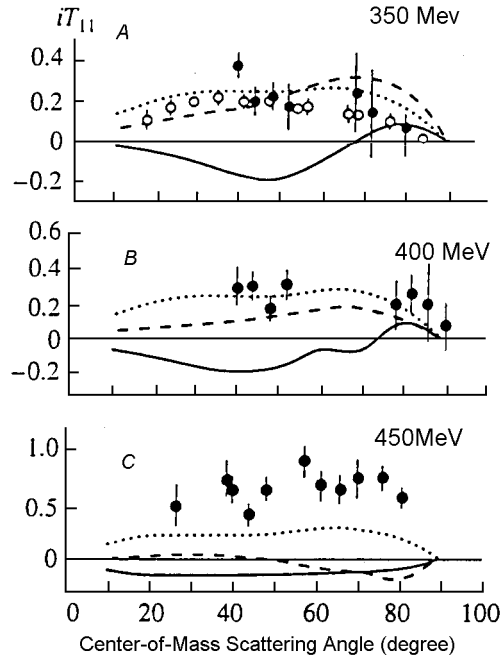 iT₁₁
A
350 Mev
0.4
0.2
0
−0.2
0.6
B
400 MeV
0.4
0.2
0
−0.2
1.0
C
450MeV
0.5
0
0 20 40 60 80 100
Center-of-Mass Scattering Angle (degree)